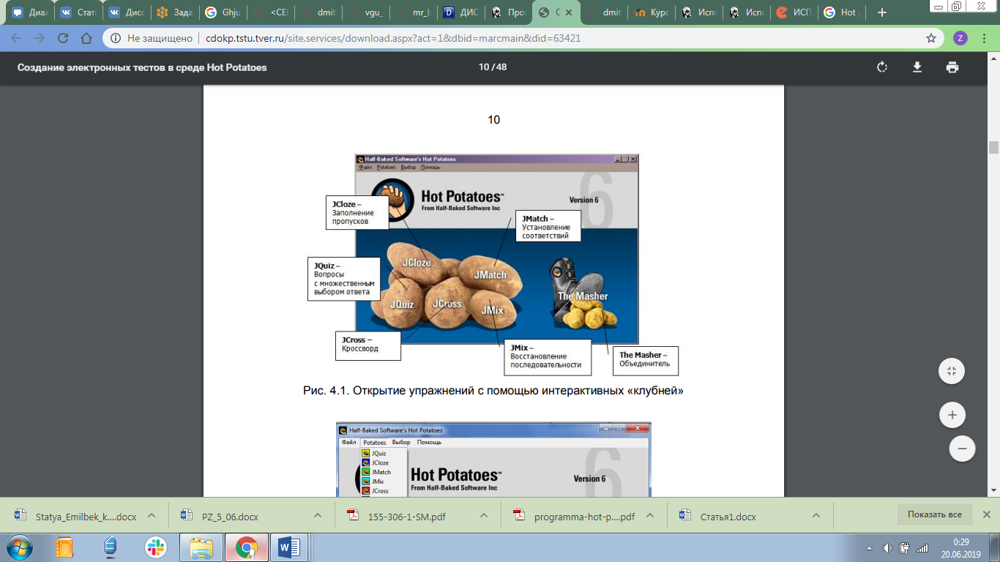 Диал
Стат
Дисс
Зада
Ghju
<СЕГ
dmit
vgu_
mr_b
ДИС
Про
С
dmit
Курс
Испо
Испо
ИСП
Hot p
Не защищено
cdokp.tstu.tver.ru/site.services/download.aspx?act=1&dbid=marcmain&did=63421
Z
Создание электронных тестов в среде Hot Potatoes
10 / 48
10
Half-Baked Software's Hot Potatoes
Файл Potatoes Выбор Помощь
6
Hot Potatoes™
From Half-Baked Software Inc
Version 6
JCloze –
Заполнение
пропусков
JMatch –
Установление
соответствий
JQuiz –
Вопросы
с множественным
выбором ответа
JCloze
JMatch
JQuiz
JCross
JMix
The Masher
JCross –
Кроссворд
JMix –
Восстановление
последовательности
The Masher –
Объединитель
Рис. 4.1. Открытие упражнений с помощью интерактивных «клубней»
Half-Baked Software's Hot Potatoes
Файл Potatoes Выбор Помощь
JQuiz
JCloze
JMatch
JMix
JCross
6
Hot Potatoes™
From Half-Baked Software Inc
Version 6
Statya_Emilbek_k....docx
PZ_5_06.docx
155-306-1-SM.pdf
programma-hot-p....pdf
Статья1.docx
Показать все
0:29
20.06.2019